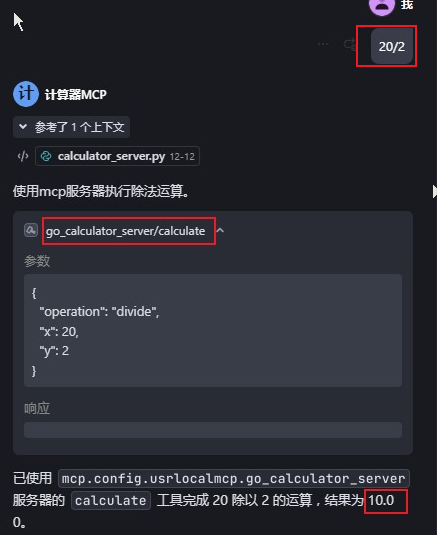 我
20/2
计 计算器MCP
参考了 1 个上下文
</> calculator_server.py 12-12
使用mcp服务器执行除法运算。
go_calculator_server/calculate
参数
{
"operation": "divide",
"x": 20,
"y": 2
}
响应
已使用 mcp.config.usrlocalmcp.go_calculator_server
服务器的 calculate 工具完成 20 除以 2 的运算，结果为 10.0
0。